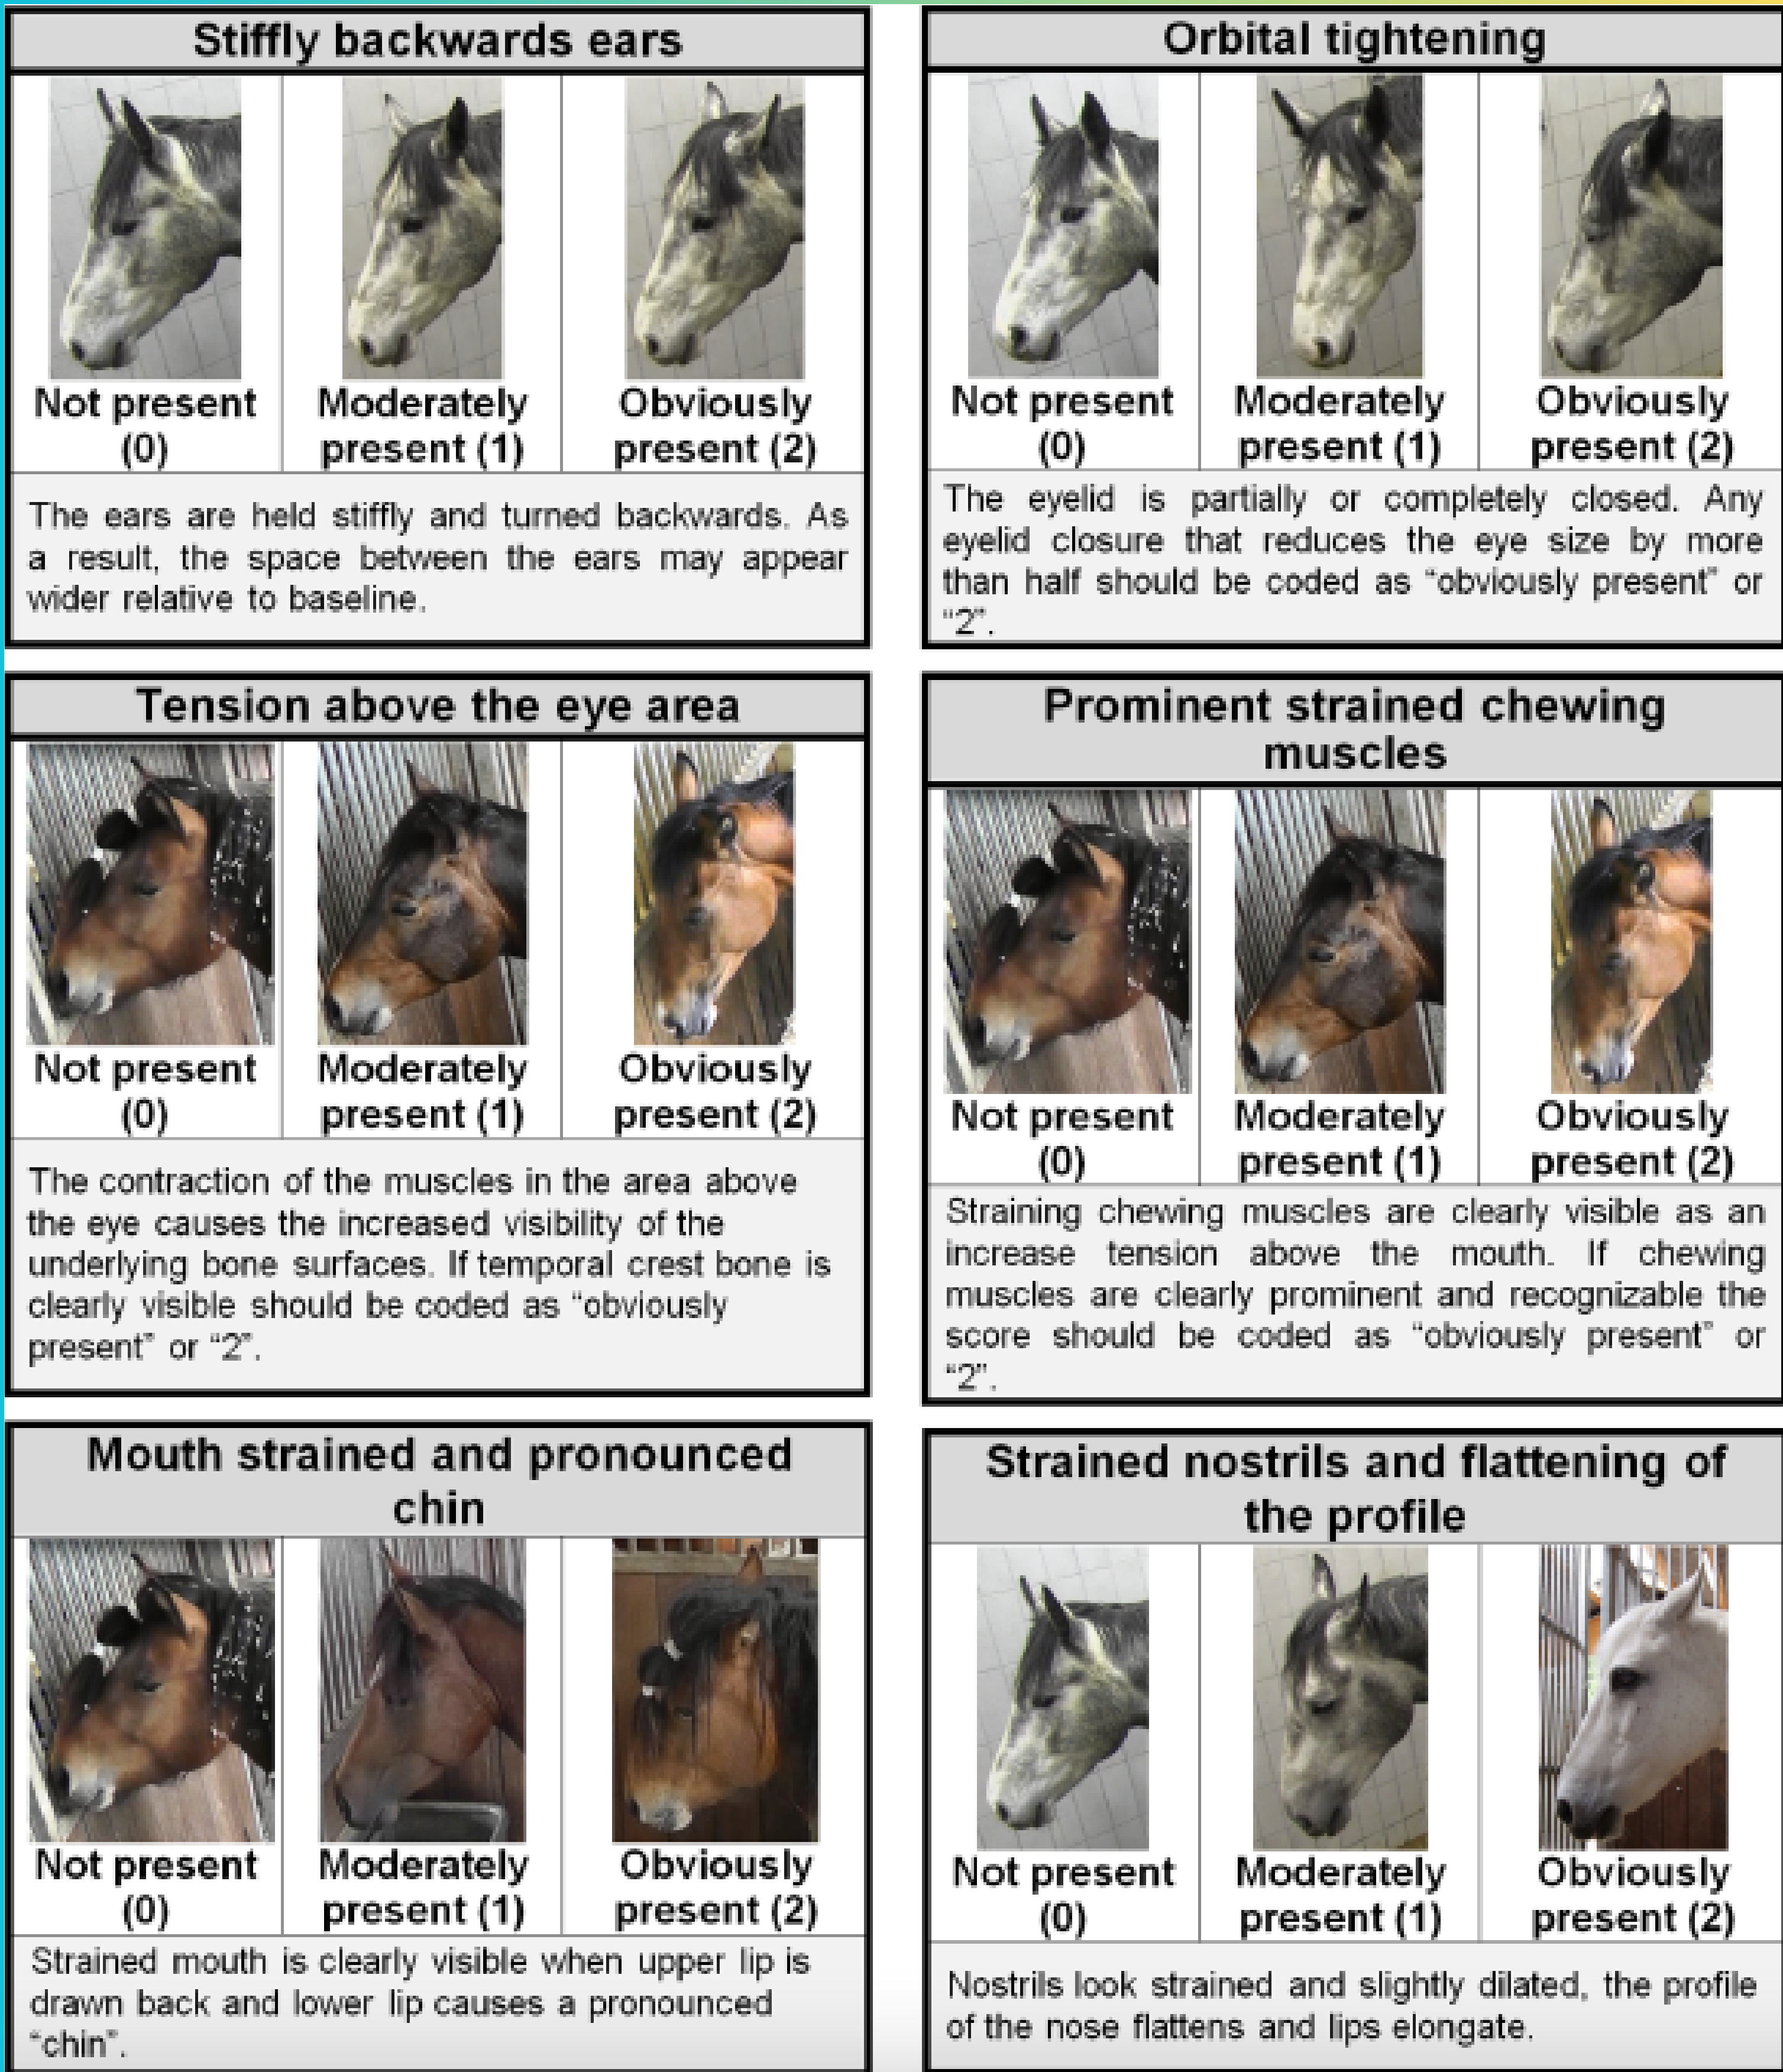 Stiffly backwards ears
Not present
(0)
Moderately
present (1)
Obviously
present (2)
The ears are held stiffly and turned backwards. As
a result, the space between the ears may appear
wider relative to baseline.
Orbital tightening
Not present
(0)
Moderately
present (1)
Obviously
present (2)
The eyelid is partially or completely closed. Any
eyelid closure that reduces the eye size by more
than half should be coded as “obviously present” or
“2”.
Tension above the eye area
Not present
(0)
Moderately
present (1)
Obviously
present (2)
The contraction of the muscles in the area above
the eye causes the increased visibility of the
underlying bone surfaces. If temporal crest bone is
clearly visible should be coded as “obviously
present” or “2”.
Prominent strained chewing
muscles
Not present
(0)
Moderately
present (1)
Obviously
present (2)
Straining chewing muscles are clearly visible as an
increase tension above the mouth. If chewing
muscles are clearly prominent and recognizable the
score should be coded as “obviously present” or
“2”.
Mouth strained and pronounced
chin
Not present
(0)
Moderately
present (1)
Obviously
present (2)
Strained mouth is clearly visible when upper lip is
drawn back and lower lip causes a pronounced
“chin”.
Strained nostrils and flattening of
the profile
Not present
(0)
Moderately
present (1)
Obviously
present (2)
Nostrils look strained and slightly dilated, the profile
of the nose flattens and lips elongate.